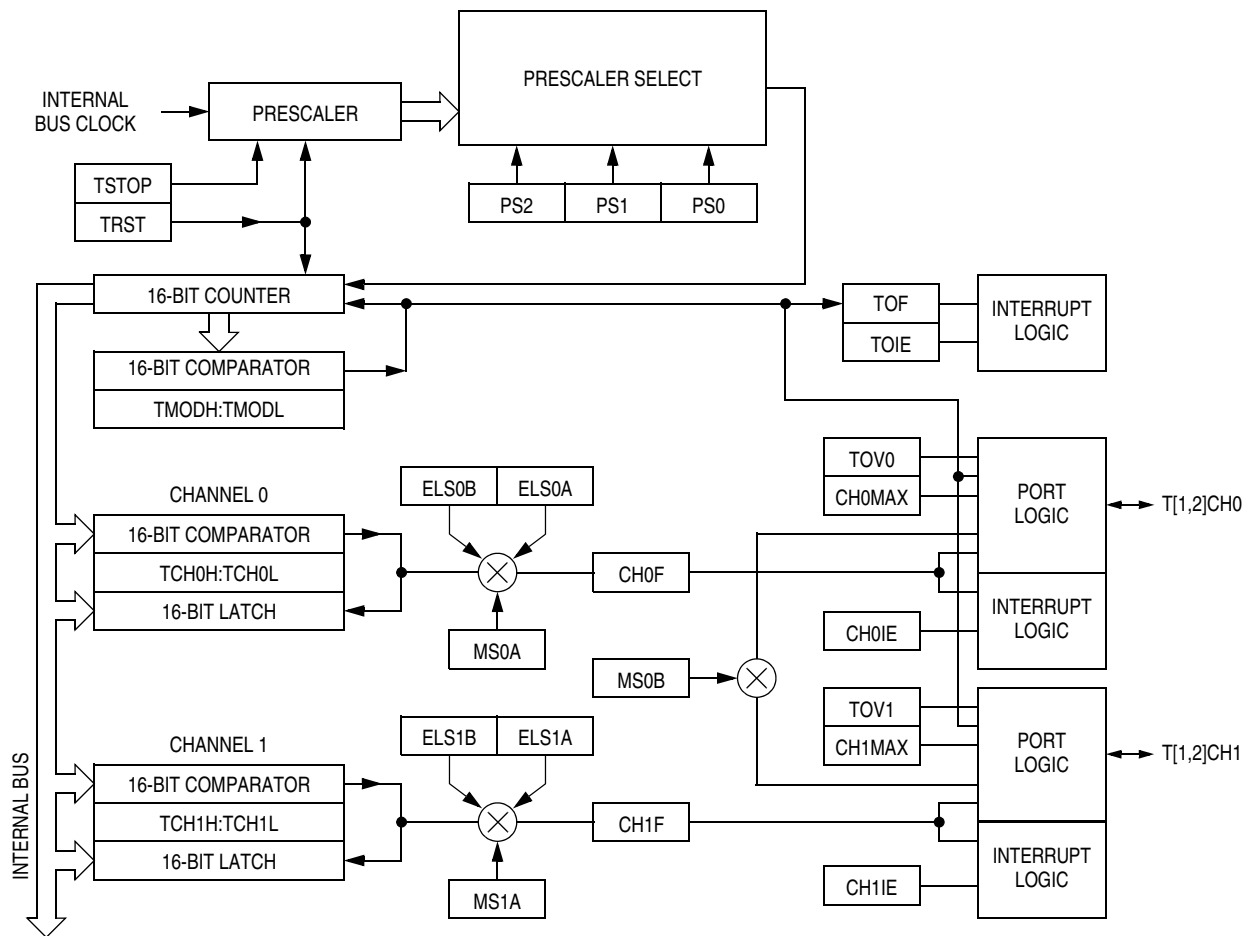 PRESCALER SELECT
INTERNAL
BUS CLOCK
PRESCALER
TSTOP
TRST
PS2
PS1
PS0
16-BIT COUNTER
TOF
TOIE
INTERRUPT
LOGIC
16-BIT COMPARATOR
TMODH:TMODL
TOV0
CH0MAX
PORT
LOGIC
T[1,2]CH0
CHANNEL 0
ELS0B
ELS0A
16-BIT COMPARATOR
TCH0H:TCH0L
16-BIT LATCH
CH0F
MS0A
INTERRUPT
LOGIC
CH0IE
MS0B
TOV1
CH1MAX
PORT
LOGIC
T[1,2]CH1
CHANNEL 1
ELS1B
ELS1A
16-BIT COMPARATOR
TCH1H:TCH1L
16-BIT LATCH
CH1F
MS1A
INTERRUPT
LOGIC
CH1IE
INTERNAL BUS